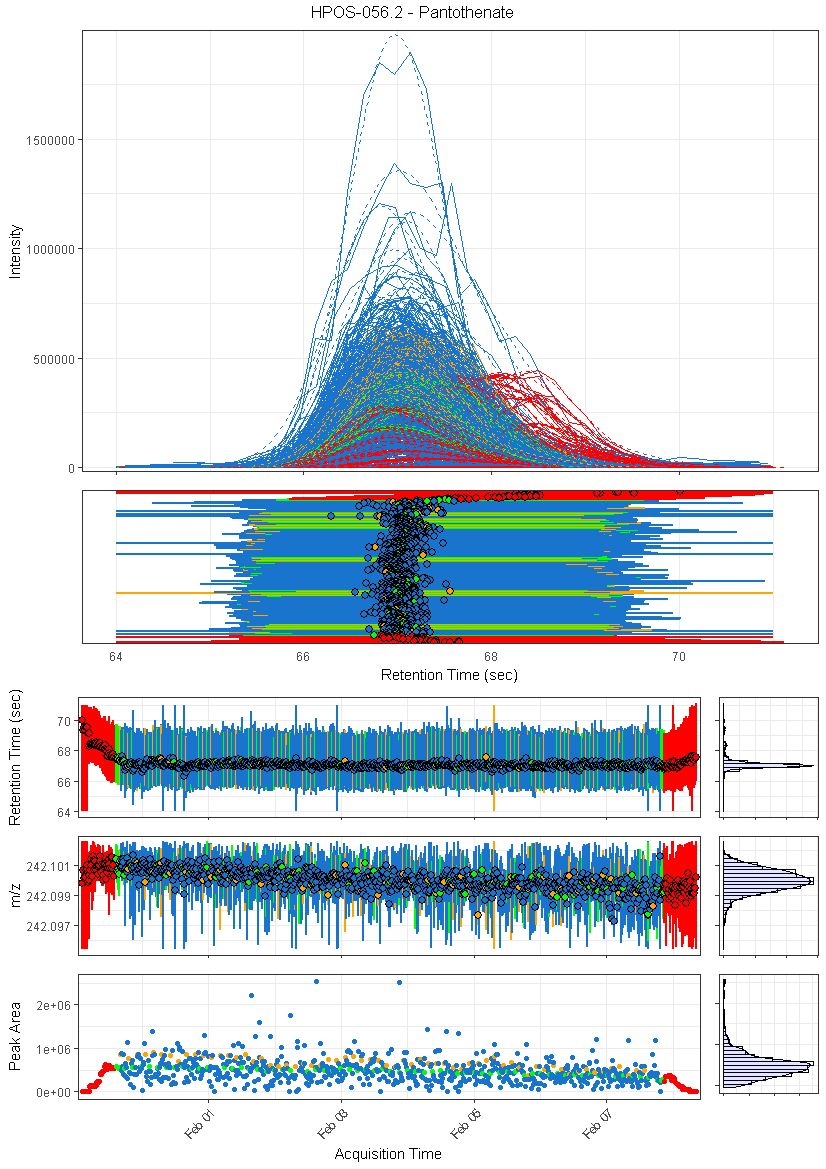 HPOS-056.2 - Pantothenate
Intensity
1500000
1000000
500000
0
64
66
68
70
Retention Time (sec)
Retention Time (sec)
70
68
66
64
m/z
242.101
242.099
242.097
Peak Area
2e+06
1e+06
0e+00
Feb 01
Feb 03
Feb 05
Feb 07
Acquisition Time